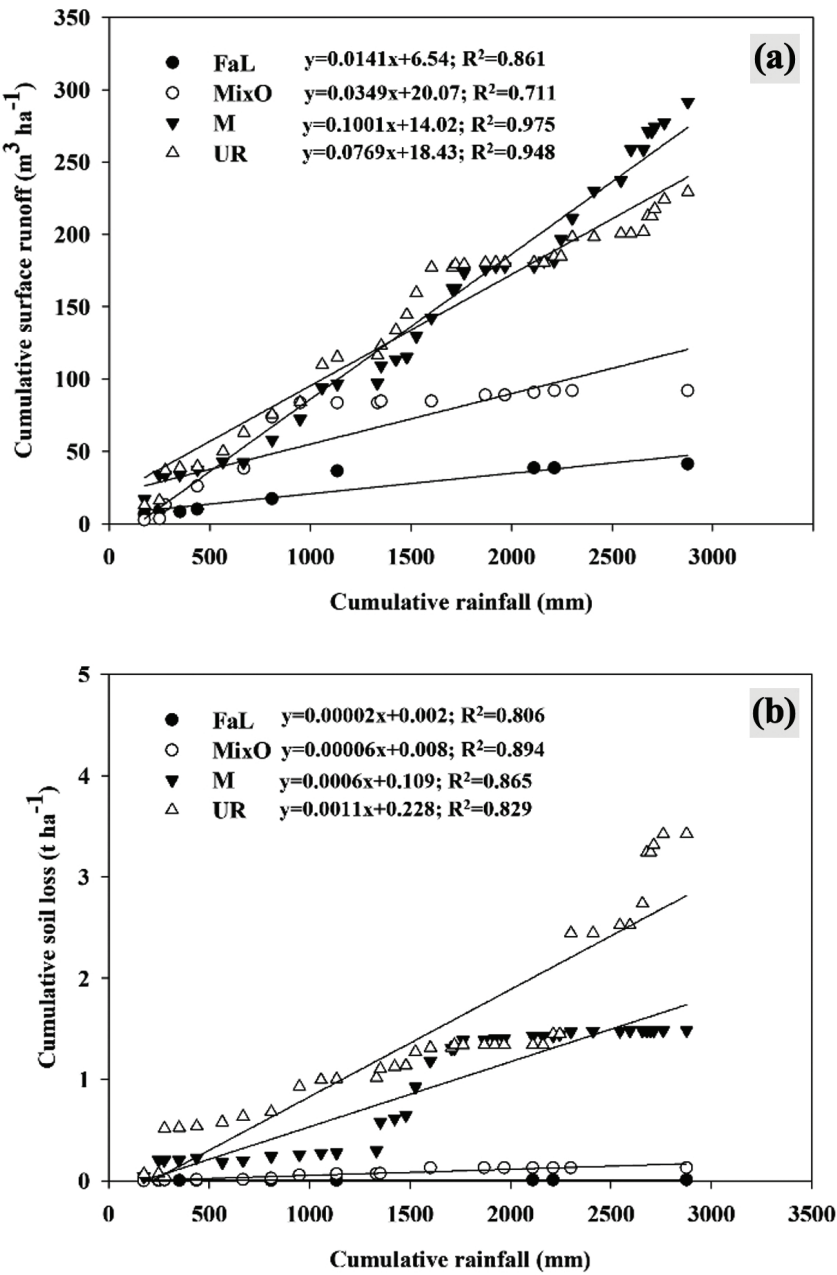 (a)
FaL y=0.0141x+6.54; R²=0.861
MixO y=0.0349x+20.07; R²=0.711
M y=0.1001x+14.02; R²=0.975
UR y=0.0769x+18.43; R²=0.948
Cumulative surface runoff (m³ ha⁻¹)
350
300
250
200
150
100
50
0
0 500 1000 1500 2000 2500 3000
Cumulative rainfall (mm)
(b)
FaL y=0.00002x+0.002; R²=0.806
MixO y=0.00006x+0.008; R²=0.894
M y=0.0006x+0.109; R²=0.865
UR y=0.0011x+0.228; R²=0.829
Cumulative soil loss (t ha⁻¹)
5
4
3
2
1
0
0 500 1000 1500 2000 2500 3000 3500
Cumulative rainfall (mm)